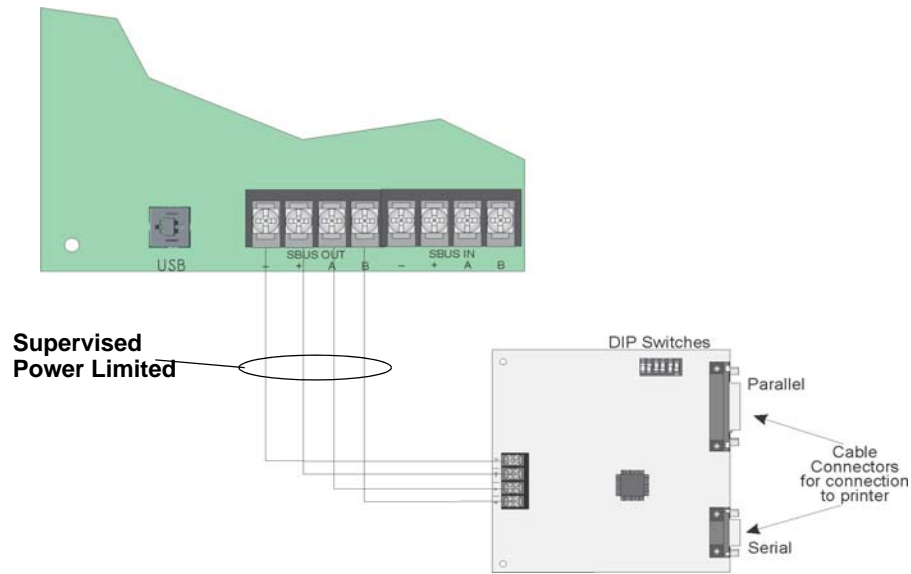 USB
SBUS OUT
SBUS IN
- + A B
- + A B
Supervised
Power Limited
DIP Switches
Parallel
Cable
Connectors
for connection
to printer
Serial